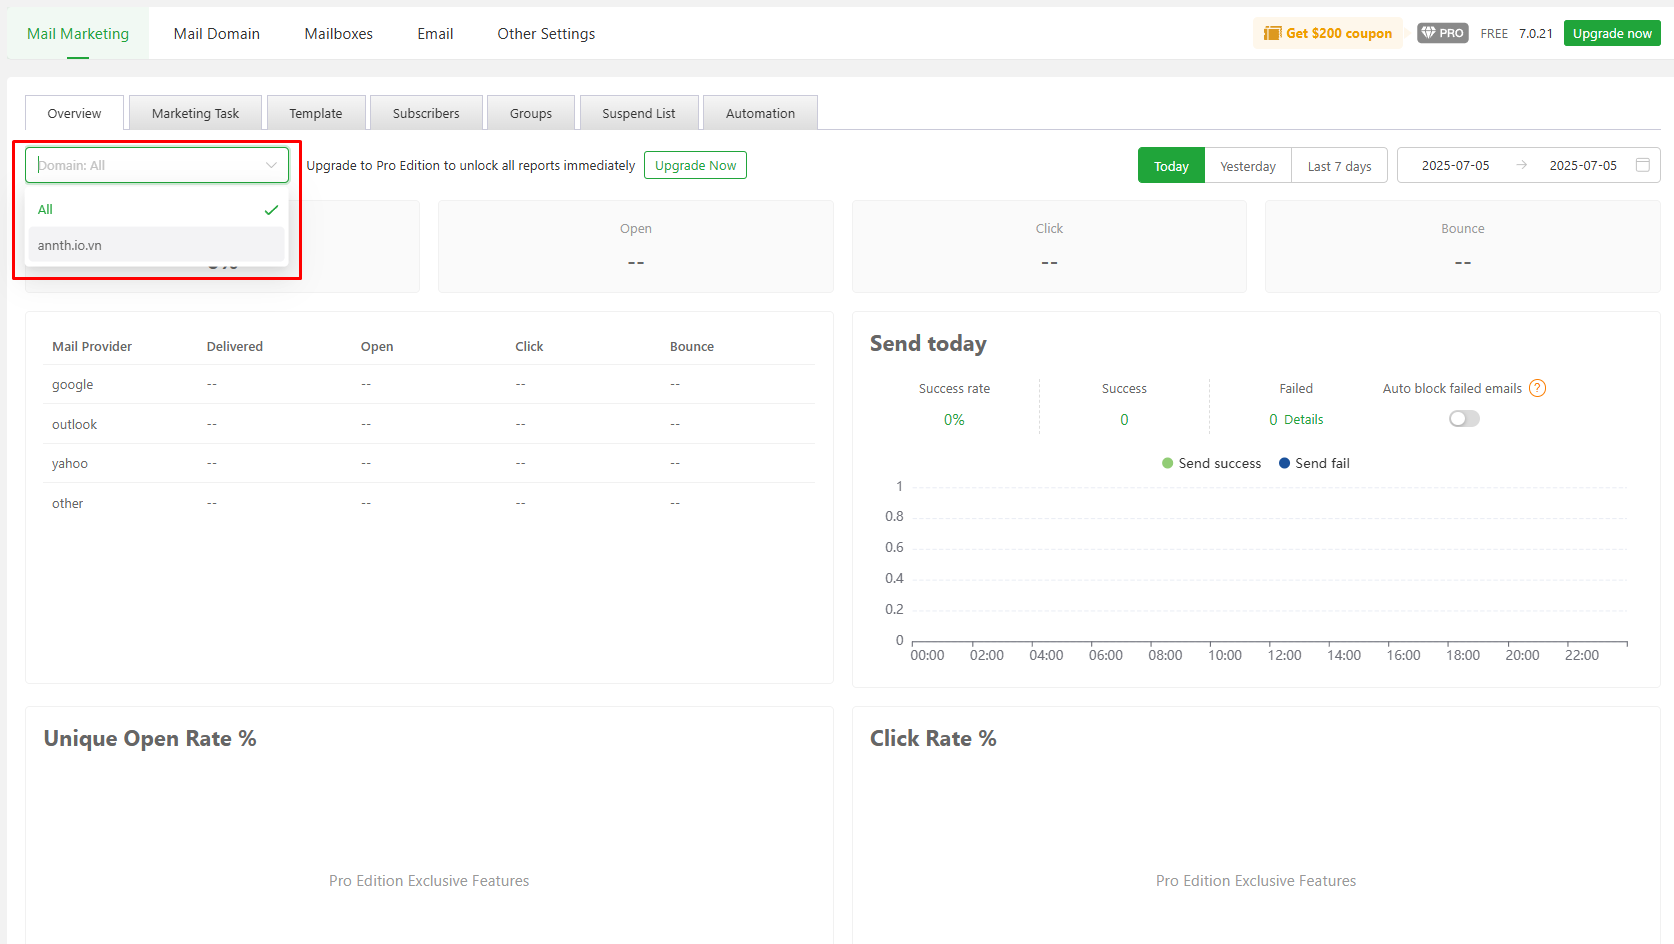 Mail Marketing Mail Domain Mailboxes Email Other Settings Get $200 coupon PRO FREE 7.0.21 Upgrade now
Overview Marketing Task Template Subscribers Groups Suspend List Automation
Domain: All Upgrade to Pro Edition to unlock all reports immediately Upgrade Now Today Yesterday Last 7 days 2025-07-05 → 2025-07-05
All
annth.io.vn
Open Click Bounce
-- -- --
Mail Provider Delivered Open Click Bounce
google -- -- -- --
outlook -- -- -- --
yahoo -- -- -- --
other -- -- -- --
Send today
Success rate Success Failed Auto block failed emails ?
0% 0 0 Details
Send success Send fail
1
0.8
0.6
0.4
0.2
0
00:00 02:00 04:00 06:00 08:00 10:00 12:00 14:00 16:00 18:00 20:00 22:00
Unique Open Rate %
Pro Edition Exclusive Features
Click Rate %
Pro Edition Exclusive Features